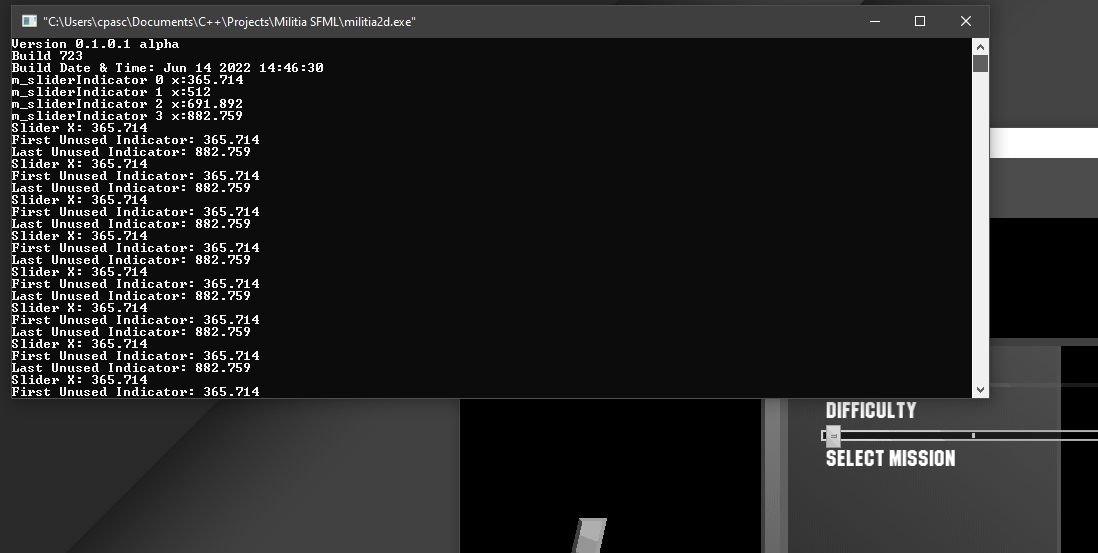 "C:\Users\cpasc\Documents\C++\Projects\Militia SFML\militia2d.exe"
Version 0.1.0.1 alpha
Build 723
Build Date & Time: Jun 14 2022 14:46:30
m_sliderIndicator 0 x:365.714
m_sliderIndicator 1 x:512
m_sliderIndicator 2 x:691.892
m_sliderIndicator 3 x:882.759
Slider X: 365.714
First Unused Indicator: 365.714
Last Unused Indicator: 882.759
Slider X: 365.714
First Unused Indicator: 365.714
Last Unused Indicator: 882.759
Slider X: 365.714
First Unused Indicator: 365.714
Last Unused Indicator: 882.759
Slider X: 365.714
First Unused Indicator: 365.714
Last Unused Indicator: 882.759
Slider X: 365.714
First Unused Indicator: 365.714
Last Unused Indicator: 882.759
Slider X: 365.714
First Unused Indicator: 365.714
Last Unused Indicator: 882.759
Slider X: 365.714
First Unused Indicator: 365.714
Last Unused Indicator: 882.759
Slider X: 365.714
First Unused Indicator: 365.714
DIFFICULTY
SELECT MISSION